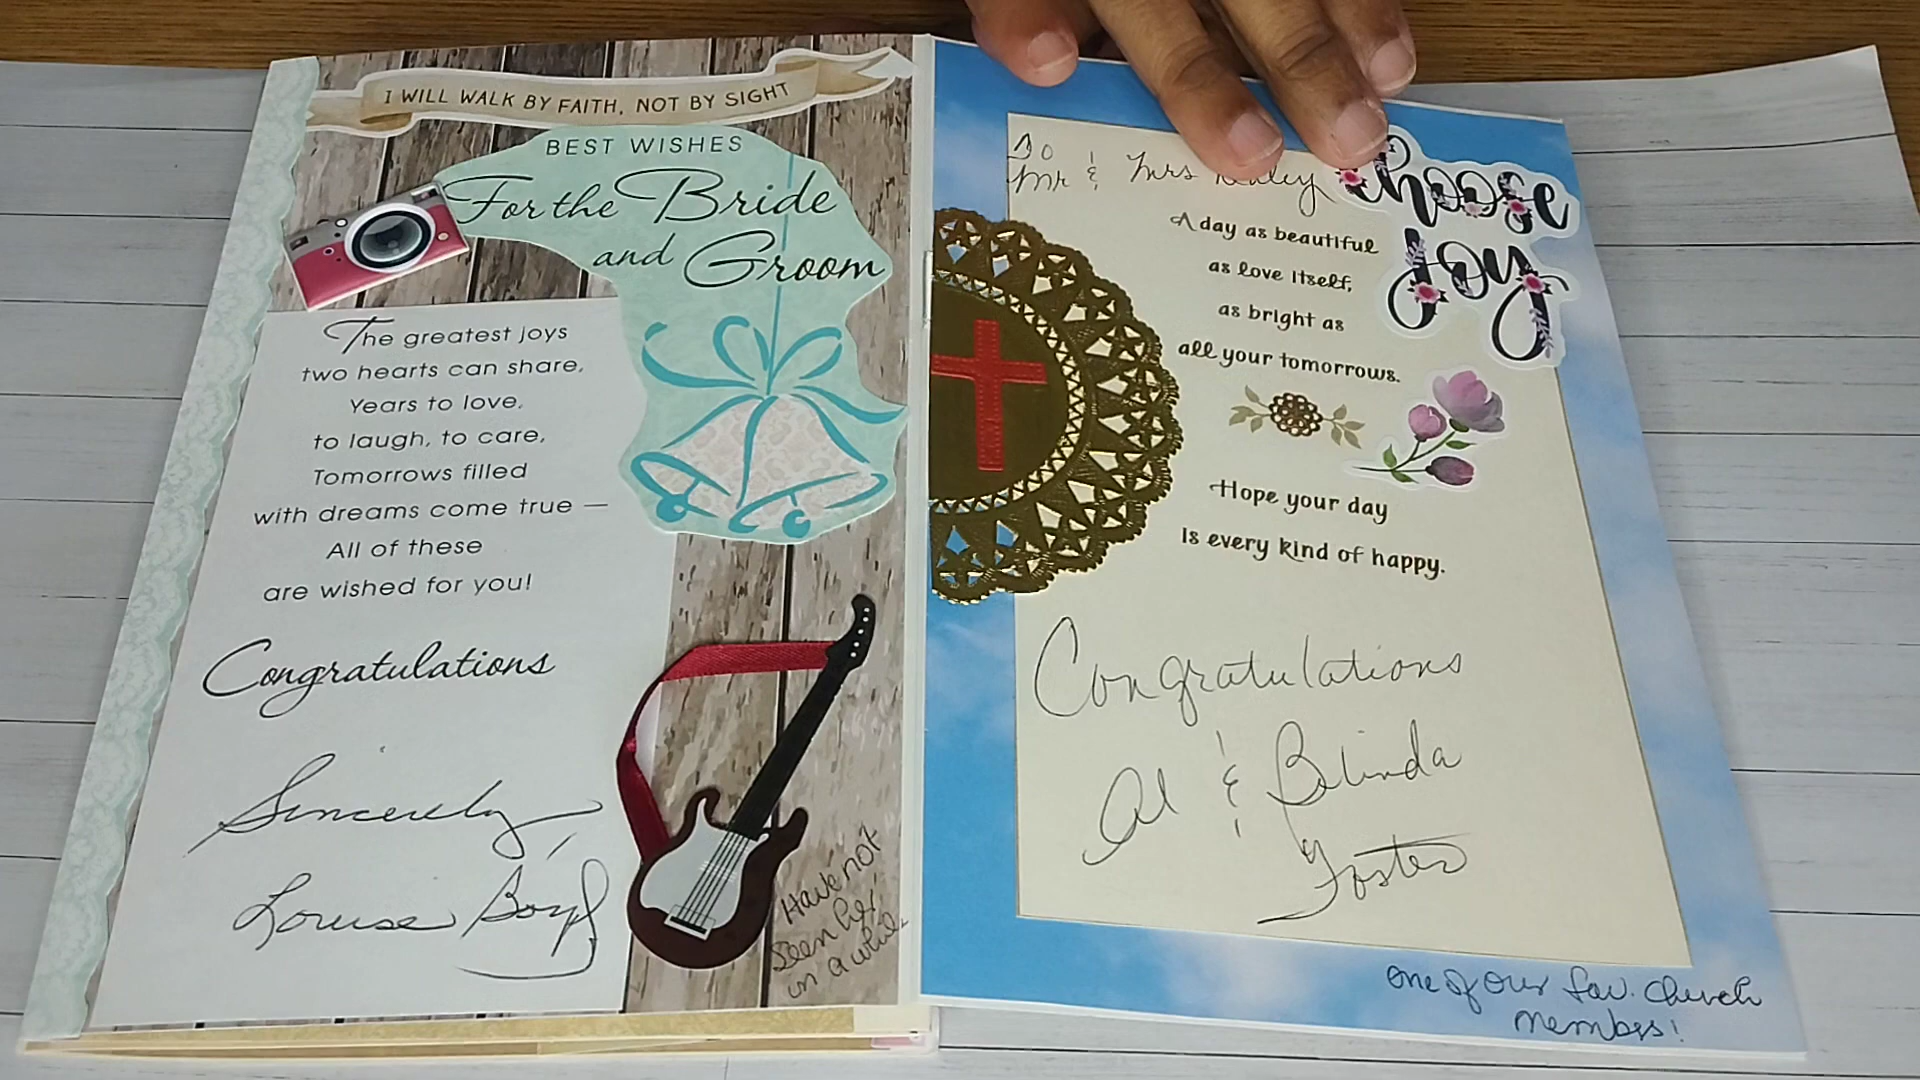 I WILL WALK BY FAITH, NOT BY SIGHT
BEST WISHES
For the Bride
and Groom
The greatest joys
two hearts can share,
Years to love,
to laugh, to care,
Tomorrows filled
with dreams come true —
All of these
are wished for you!
Congratulations
Sincerely,
Louise Boyd
Have not
seen her
in a while
To
Mr & Mrs
choose
joy
A day as beautiful
as love itself,
as bright as
all your tomorrows.
Hope your day
is every kind of happy.
Congratulations
Al & Belinda
Foster
one of our fav. church
members!